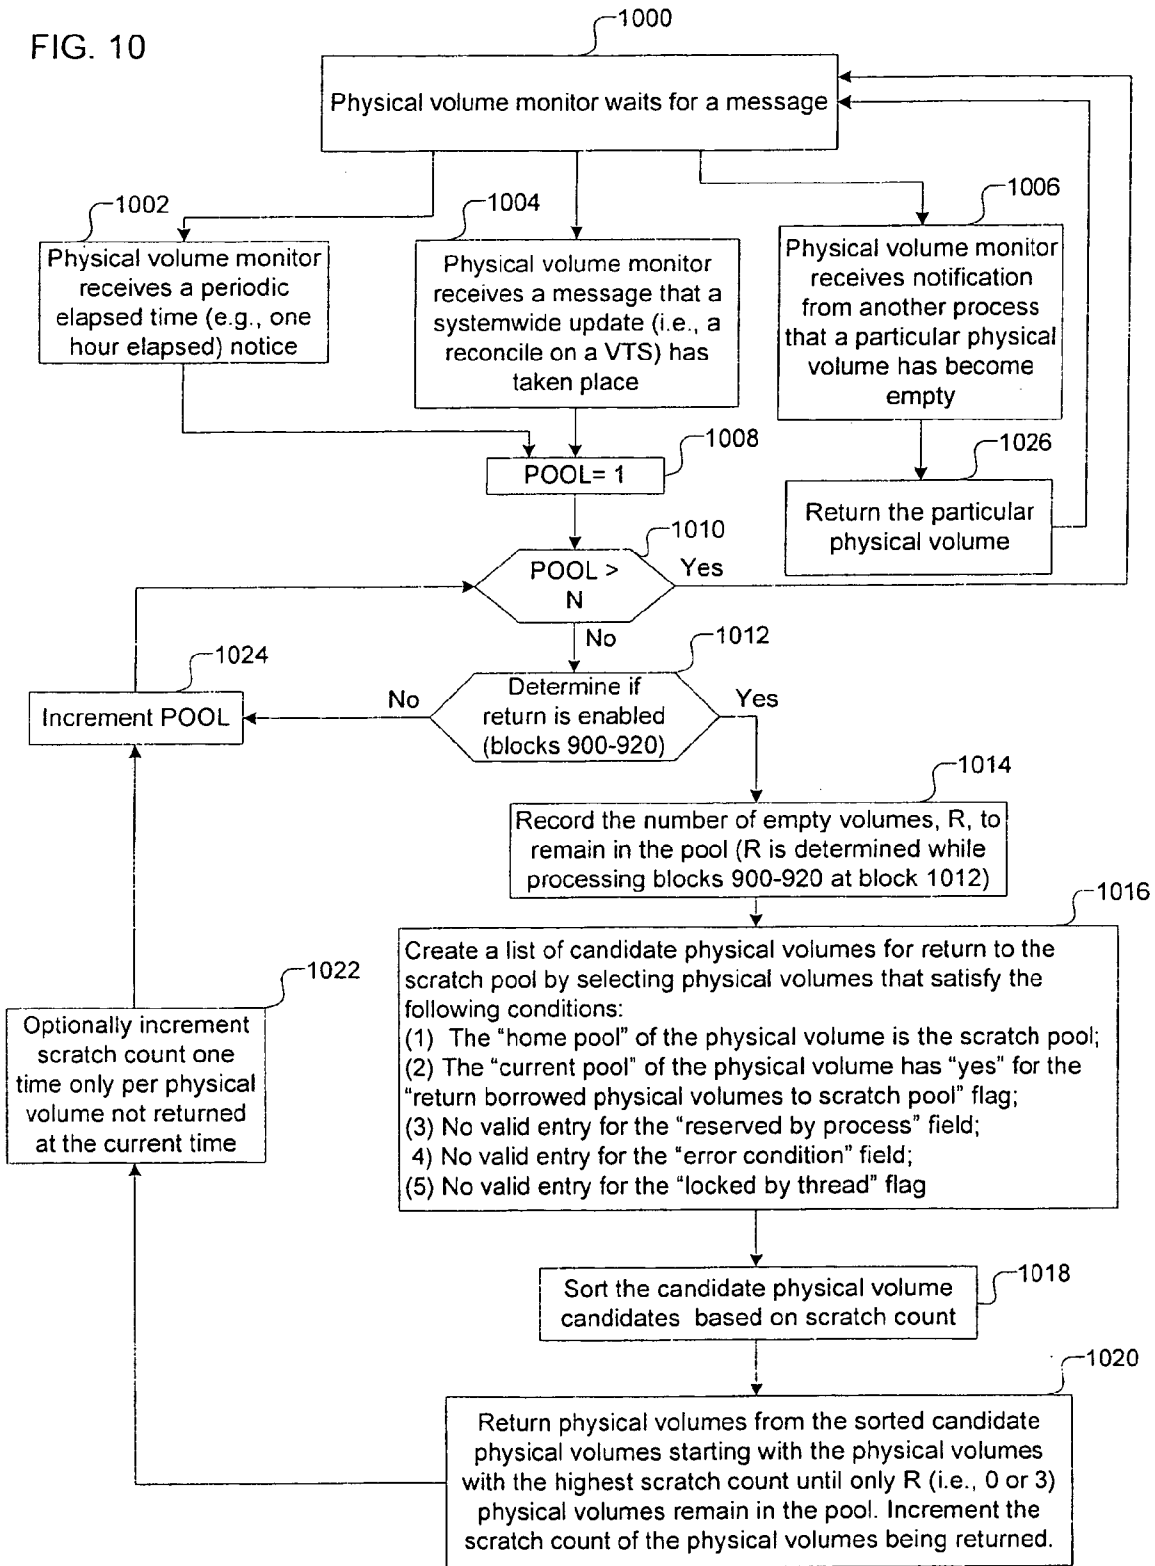 FIG. 10
1000
Physical volume monitor waits for a message
1002
Physical volume monitor
receives a periodic
elapsed time (e.g., one
hour elapsed) notice
1004
Physical volume monitor
receives a message that a
systemwide update (i.e., a
reconcile on a VTS) has
taken place
1006
Physical volume monitor
receives notification
from another process
that a particular physical
volume has become
empty
1008
POOL= 1
1026
Return the particular
physical volume
1010
POOL >
N
Yes
No
1012
Determine if
return is enabled
(blocks 900-920)
No
Yes
1024
Increment POOL
1014
Record the number of empty volumes, R, to
remain in the pool (R is determined while
processing blocks 900-920 at block 1012)
1016
Create a list of candidate physical volumes for return to the
scratch pool by selecting physical volumes that satisfy the
following conditions:
(1) The “home pool” of the physical volume is the scratch pool;
(2) The “current pool” of the physical volume has “yes” for the
“return borrowed physical volumes to scratch pool” flag;
(3) No valid entry for the “reserved by process” field;
4) No valid entry for the “error condition” field;
(5) No valid entry for the “locked by thread” flag
1022
Optionally increment
scratch count one
time only per physical
volume not returned
at the current time
1018
Sort the candidate physical volume
candidates based on scratch count
1020
Return physical volumes from the sorted candidate
physical volumes starting with the physical volumes
with the highest scratch count until only R (i.e., 0 or 3)
physical volumes remain in the pool. Increment the
scratch count of the physical volumes being returned.